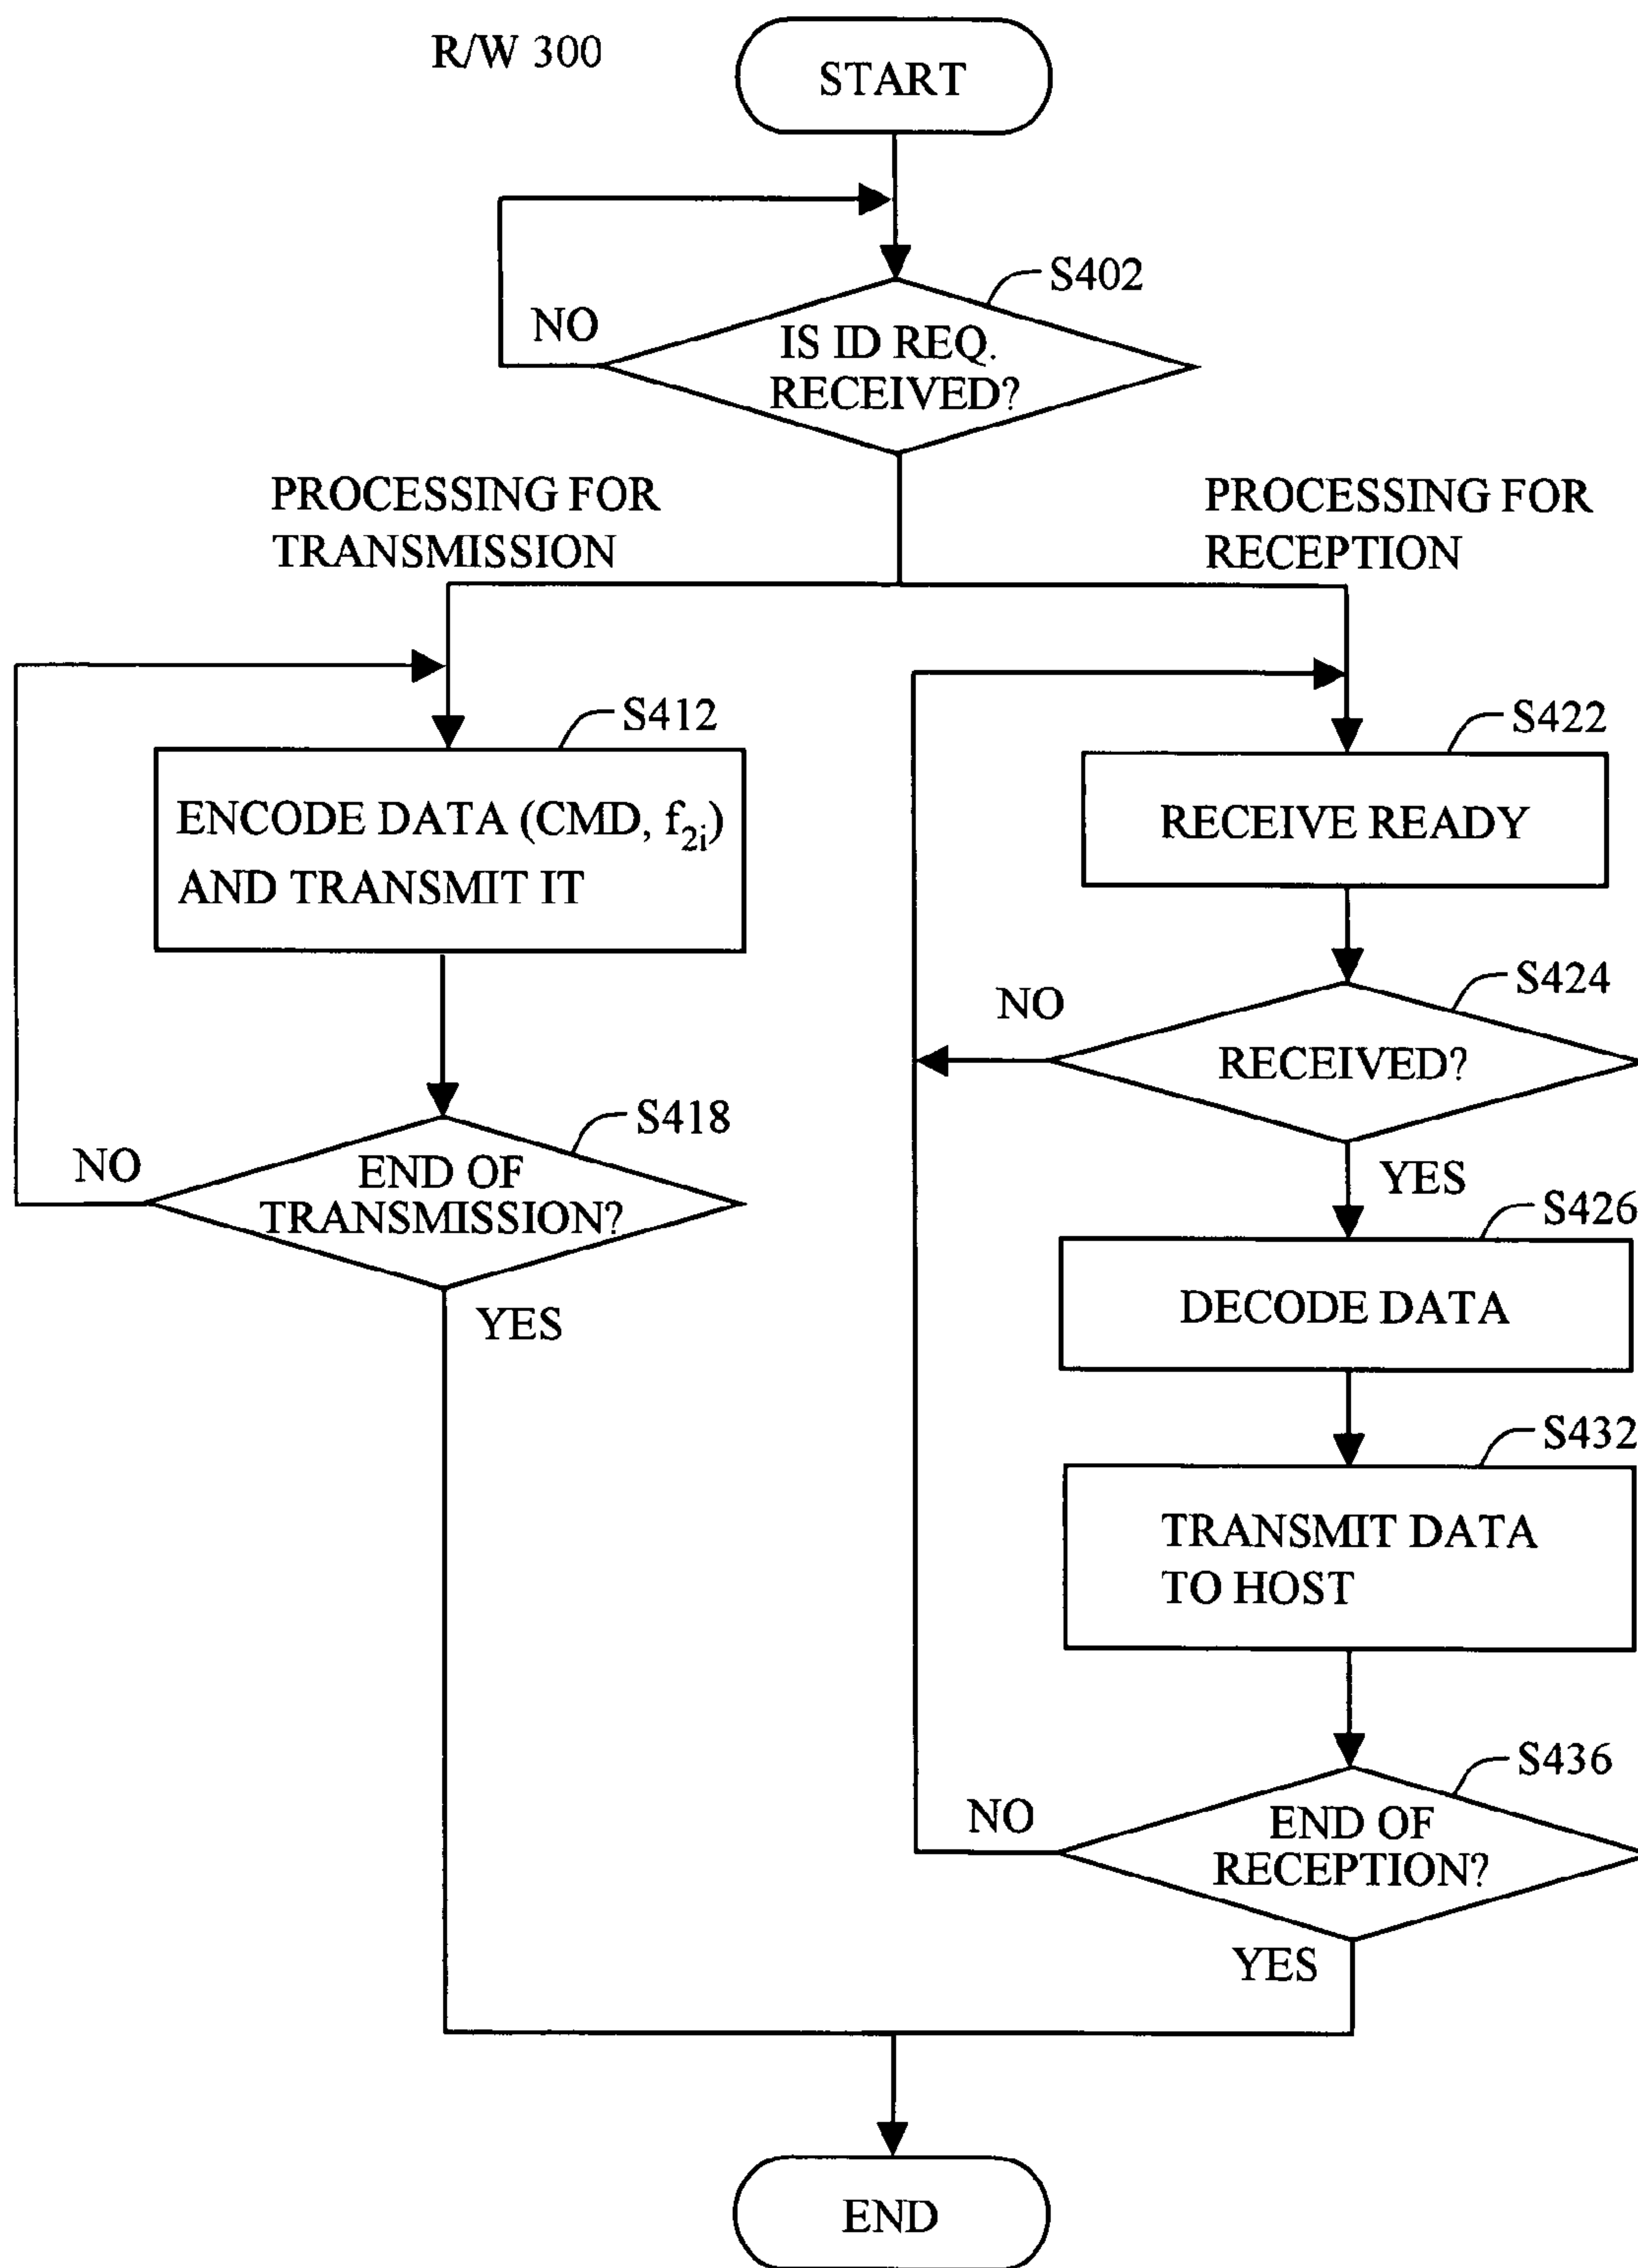 R/W 300
START
S402
NO
IS ID REQ.
RECEIVED?
PROCESSING FOR
TRANSMISSION
PROCESSING FOR
RECEPTION
S412
ENCODE DATA (CMD, f2i)
AND TRANSMIT IT
S418
NO
END OF
TRANSMISSION?
YES
S422
RECEIVE READY
S424
NO
RECEIVED?
YES
S426
DECODE DATA
S432
TRANSMIT DATA
TO HOST
S436
NO
END OF
RECEPTION?
YES
END